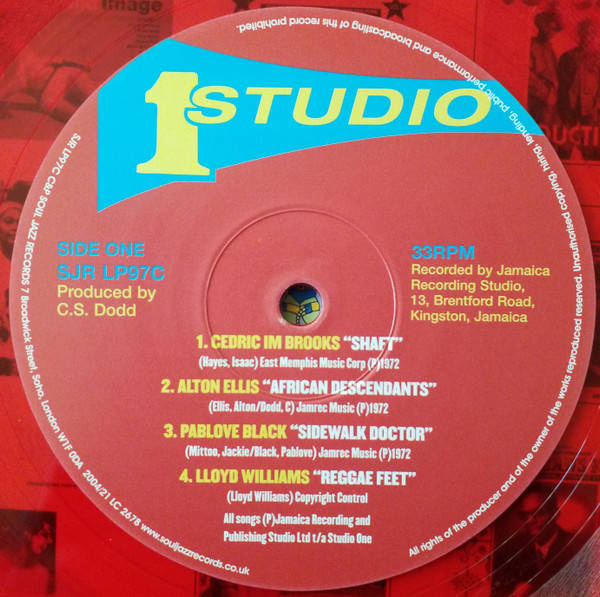 1 STUDIO
SIDE ONE
SJR LP97C
Produced by
C.S. Dodd
33RPM
Recorded by Jamaica
Recording Studio,
13, Brentford Road,
Kingston, Jamaica
1. CEDRIC IM BROOKS “SHAFT”
(Hayes, Isaac) East Memphis Music Corp (P)1972
2. ALTON ELLIS “AFRICAN DESCENDANTS”
(Ellis, Alton/Dodd, C) Jamrec Music (P)1972
3. PABLOVE BLACK “SIDEWALK DOCTOR”
(Mittoo, Jackie/Black, Pablove) Jamrec Music (P)1972
4. LLOYD WILLIAMS “REGGAE FEET”
(Lloyd Williams) Copyright Control
All songs (P)Jamaica Recording and
Publishing Studio Ltd t/a Studio One
SJR LP97C C&P SOUL JAZZ RECORDS 7 Broadwick Street, Soho, London W1F 0DA 2004/21 LC 2678 www.souljazzrecords.co.uk
All rights of the producer and of the owner of the works reproduced reserved. Unauthorised copying, hiring, lending, public performance and broadcasting of this record prohibited.
Image